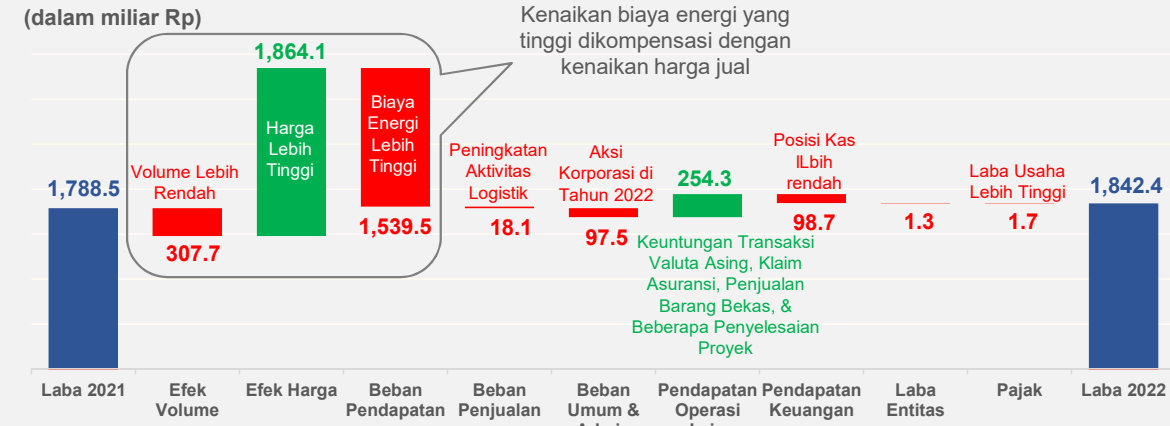 (dalam miliar Rp)
Kenaikan biaya energi yang
tinggi dikompensasi dengan
kenaikan harga jual
1,788.5
Volume Lebih
Rendah
307.7
1,864.1
Harga
Lebih
Tinggi
Biaya
Energi
Lebih
Tinggi
1,539.5
Peningkatan
Aktivitas
Logistik
18.1
Aksi
Korporasi di
Tahun 2022
97.5
254.3
Keuntungan Transaksi
Valuta Asing, Klaim
Asuransi, Penjualan
Barang Bekas, &
Beberapa Penyelesaian
Proyek
Posisi Kas
lLbih
rendah
98.7
1.3
Laba Usaha
Lebih Tinggi
1.7
1,842.4
Laba 2021
Efek
Volume
Efek Harga
Beban
Pendapatan
Beban
Penjualan
Beban
Umum &
Pendapatan
Operasi
Pendapatan
Keuangan
Laba
Entitas
Pajak
Laba 2022